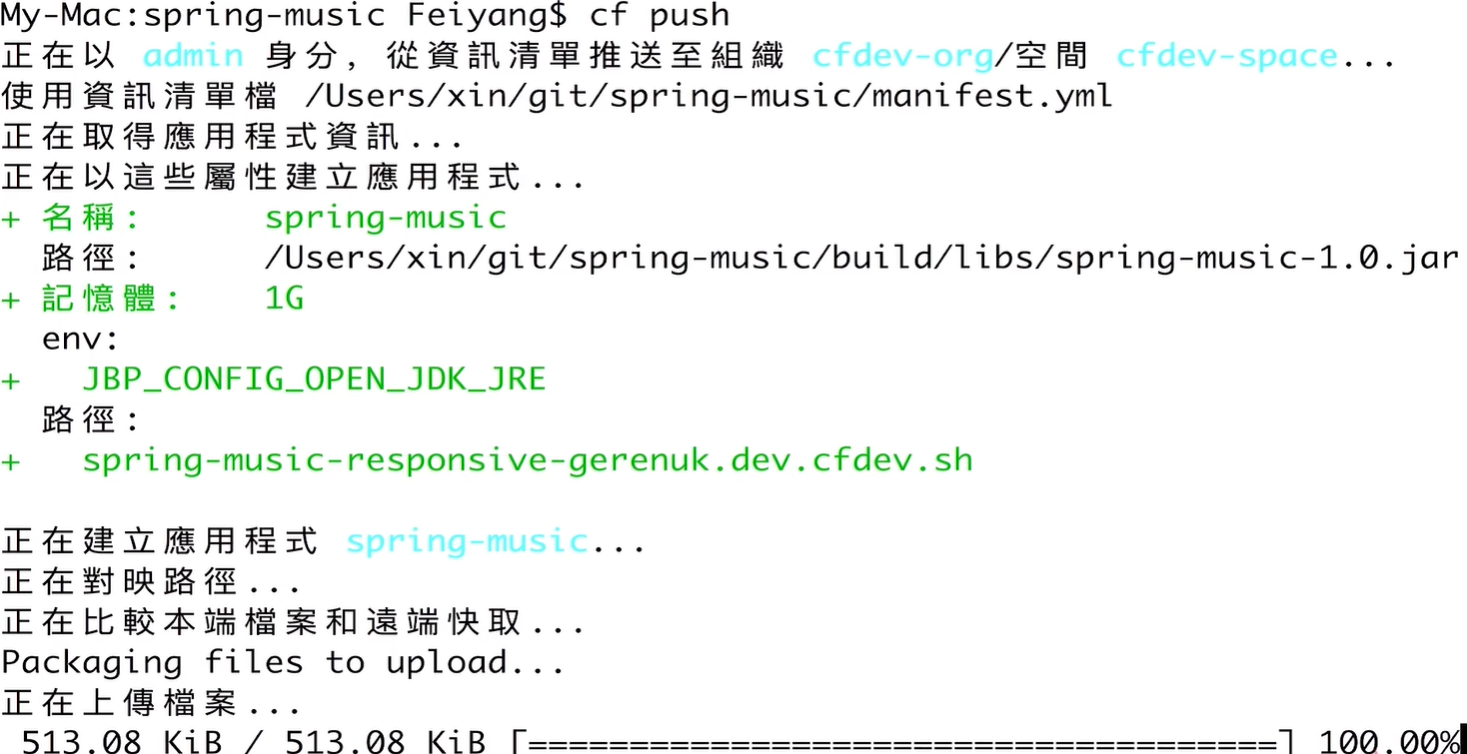 My-Mac:spring-music Feiyang$ cf push
正在以 admin 身分, 從資訊清單推送至組織 cfdev-org/空間 cfdev-space...
使用資訊清單檔 /Users/xin/git/spring-music/manifest.yml
正在取得應用程式資訊...
正在以這些屬性建立應用程式...
+ 名稱: spring-music
路徑: /Users/xin/git/spring-music/build/libs/spring-music-1.0.jar
+ 記憶體: 1G
env:
+ JBP_CONFIG_OPEN_JDK_JRE
路徑:
+ spring-music-responsive-gerenuk.dev.cfdev.sh
正在建立應用程式 spring-music...
正在對映路徑...
正在比較本端檔案和遠端快取...
Packaging files to upload...
正在上傳檔案...
513.08 KiB / 513.08 KiB [=====================================] 100.00%